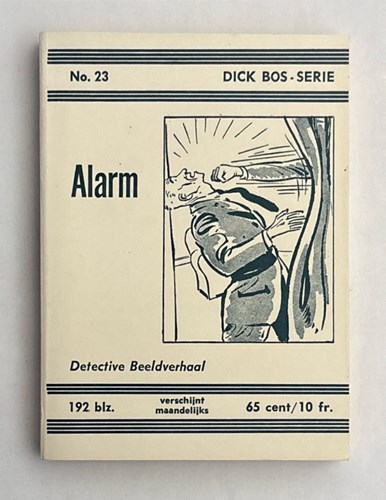 No. 23 DICK BOS - SERIE
Alarm
Detective Beeldverhaal
192 blz. verschijnt maandelijks 65 cent/10 fr.